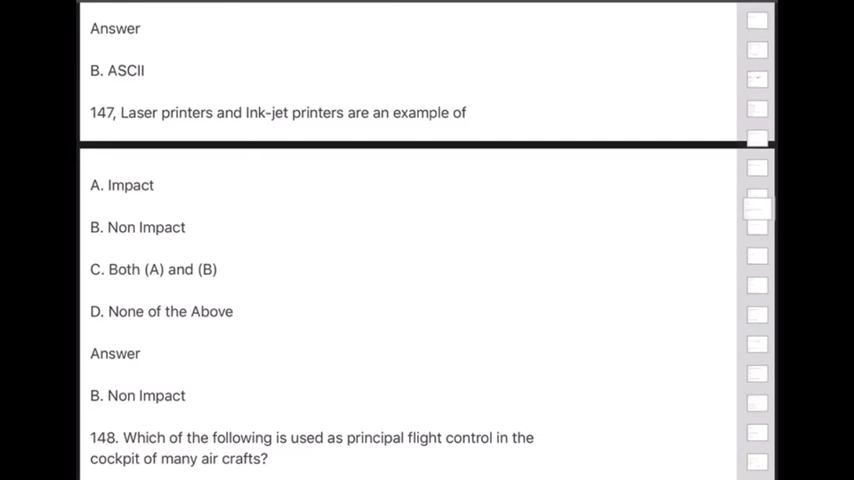 Answer
B. ASCII
147, Laser printers and Ink-jet printers are an example of
A. Impact
B. Non Impact
C. Both (A) and (B)
D. None of the Above
Answer
B. Non Impact
148. Which of the following is used as principal flight control in the
cockpit of many air crafts?